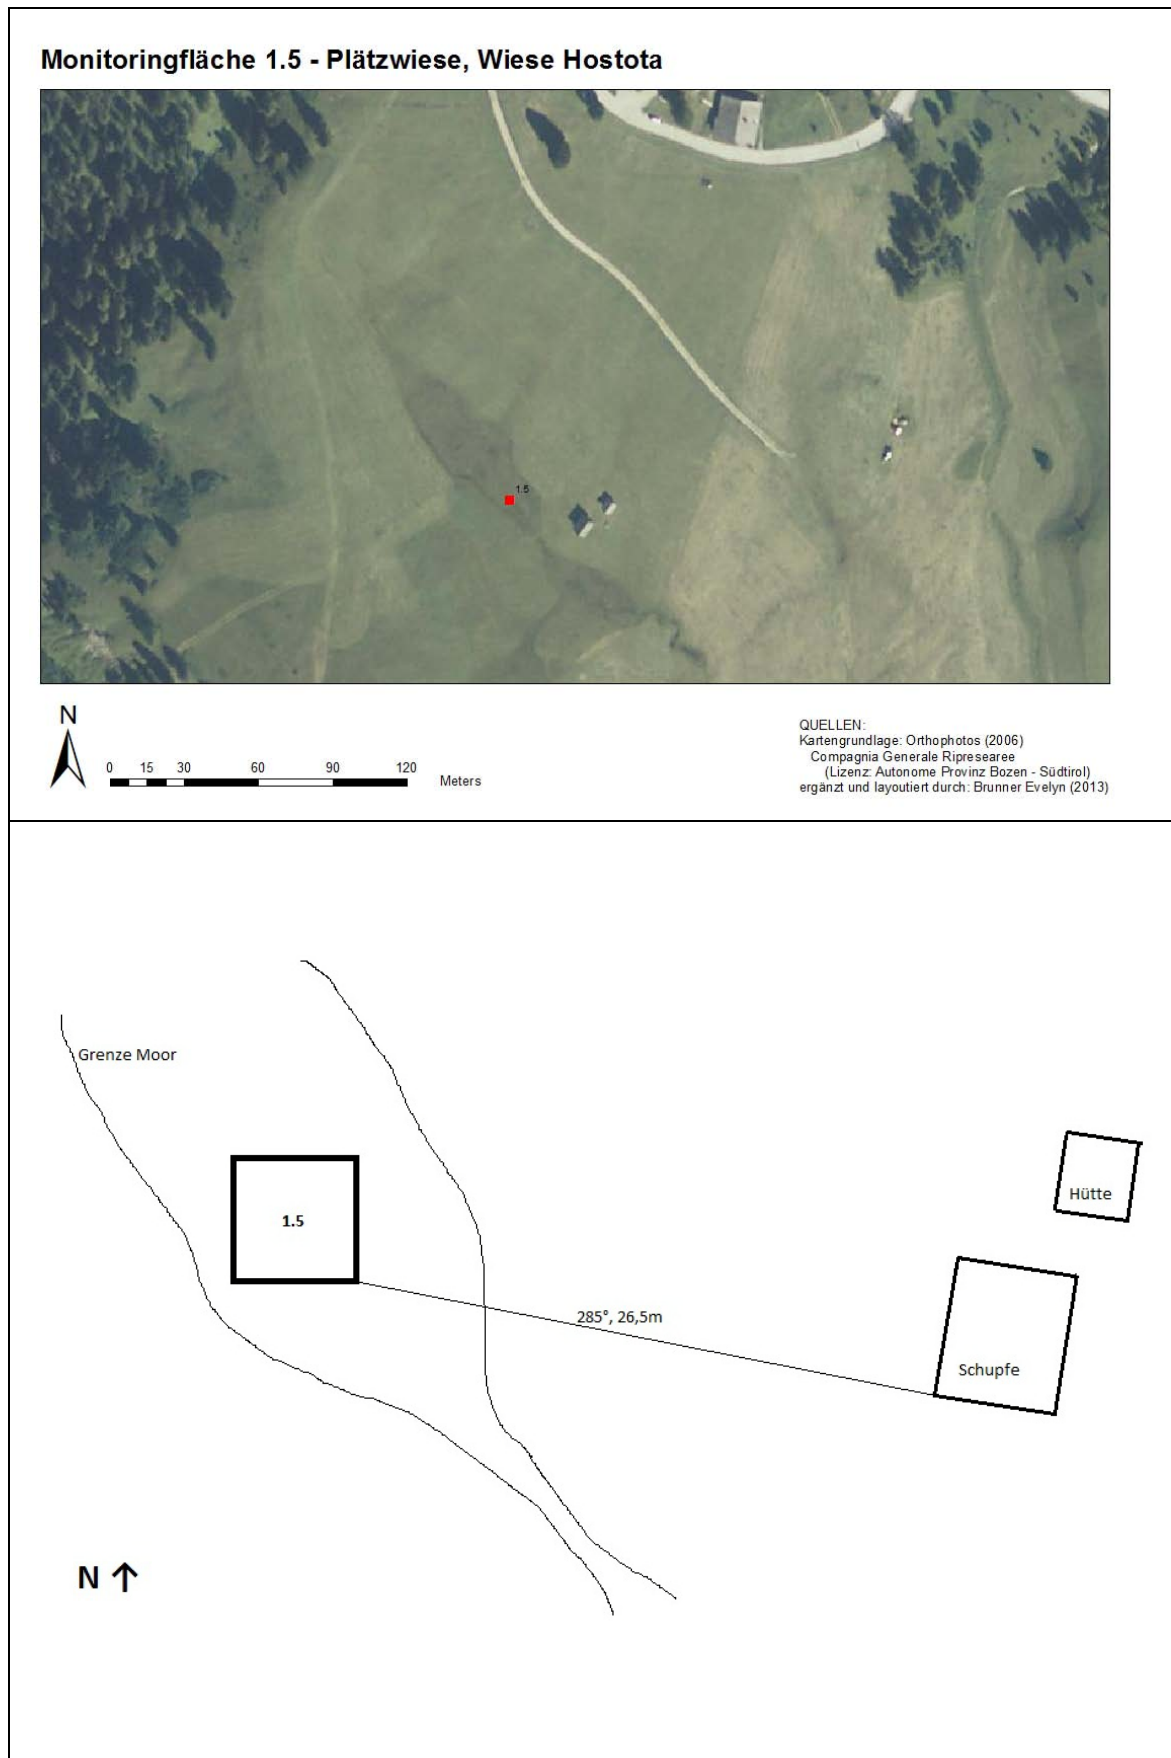 Monitoringfläche 1.5 - Plätzwiese, Wiese Hostota
1.5
N
0 15 30 60 90 120
Meters
QUELLEN:
Kartengrundlage: Orthophotos (2006)
Compagnia Generale Ripresearee
(Lizenz: Autonome Provinz Bozen - Südtirol)
ergänzt und layoutiert durch: Brunner Evelyn (2013)
Grenze Moor
Hütte
1.5
285°, 26,5m
Schupfe
N ↑